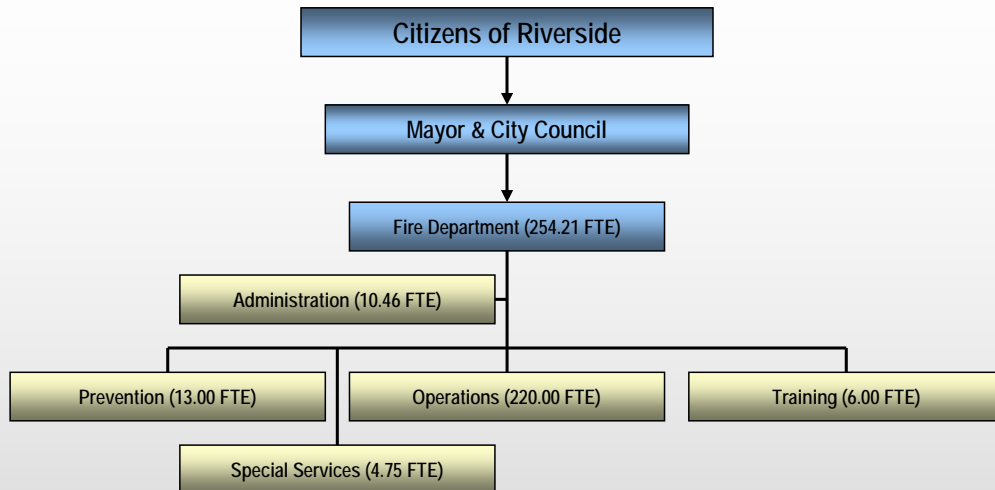 Citizens of Riverside
Mayor & City Council
Fire Department (254.21 FTE)
Administration (10.46 FTE)
Prevention (13.00 FTE)
Operations (220.00 FTE)
Training (6.00 FTE)
Special Services (4.75 FTE)